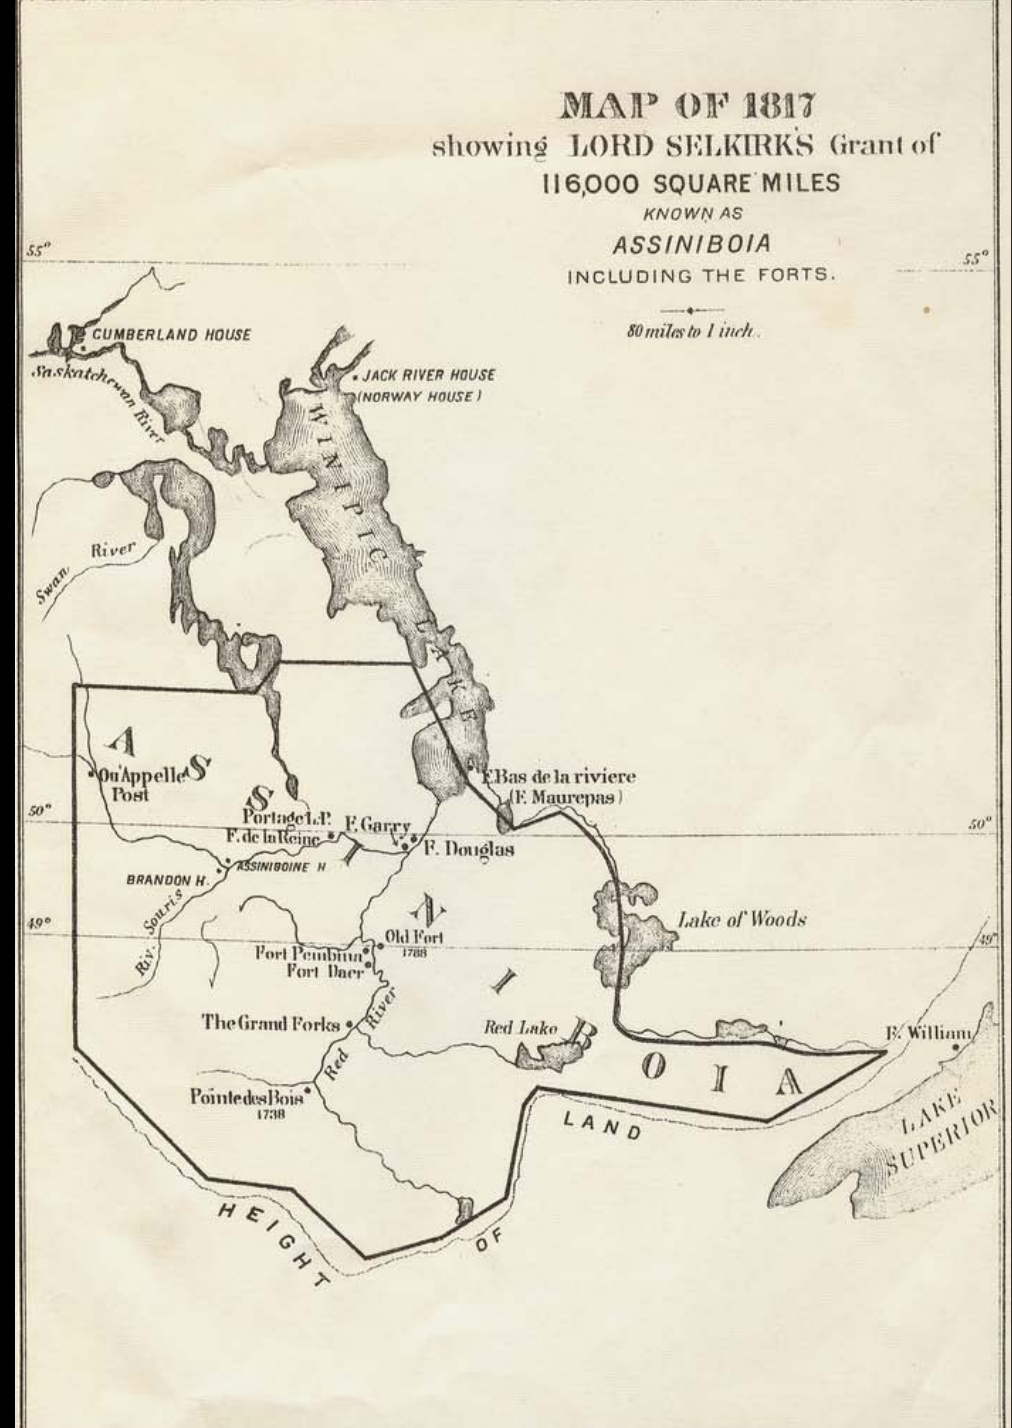 MAP OF 1817
showing LORD SELKIRK'S Grant of
116,000 SQUARE MILES
KNOWN AS
ASSINIBOIA
INCLUDING THE FORTS.
80 miles to 1 inch.
55°
55°
CUMBERLAND HOUSE
Saskatchewan River
JACK RIVER HOUSE
(NORWAY HOUSE)
WINIPIC
LAKE
Swan River
ASSINIBOIA
Qu'Appelle
Post
F. Bas de la riviere
(F. Maurepas)
50°
50°
Portage L.P.
F. de la Reine
F. Garry
F. Douglas
ASSINIBOINE H
BRANDON H.
Riv. Souris
Lake of Woods
49°
49°
Old Fort
1788
Fort Pembina
Fort Daer
The Grand Forks
Red River
Red Lake
F. William
Pointe des Bois
1738
LAKE
SUPERIOR
HEIGHT OF LAND